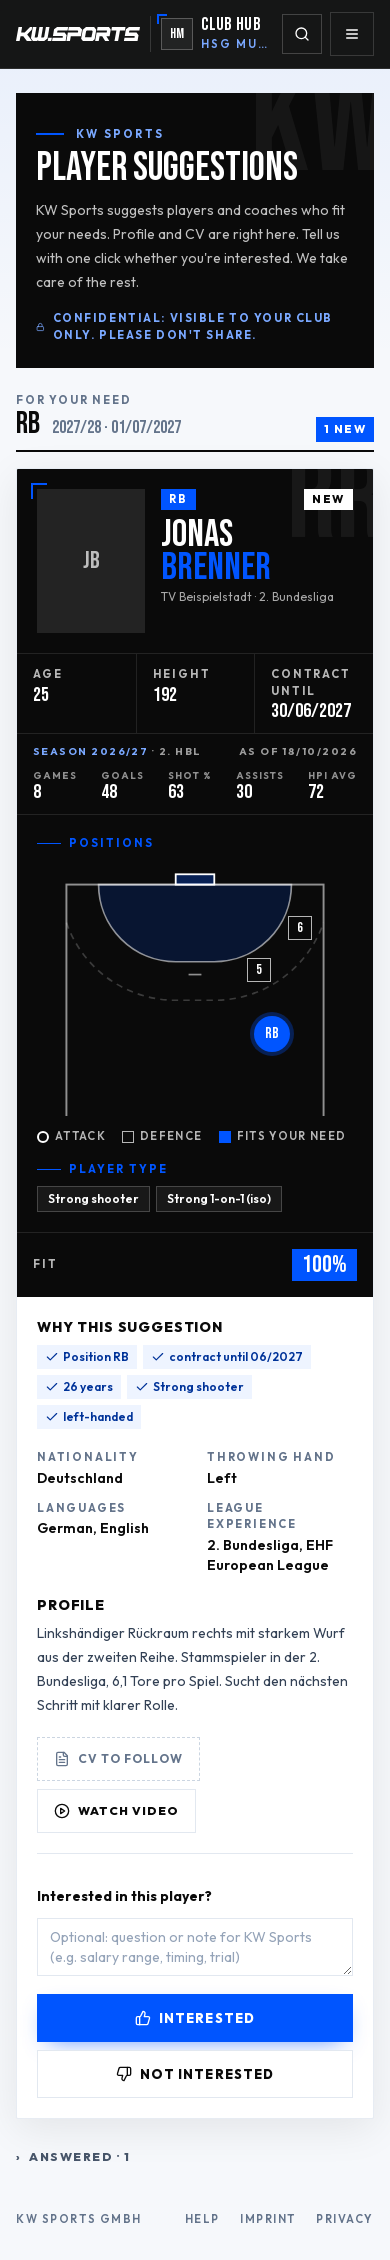 KW.SPORTS
HM
CLUB HUB
HSG MU...
KW
KW SPORTS
PLAYER SUGGESTIONS
KW Sports suggests players and coaches who fit
your needs. Profile and CV are right here. Tell us
with one click whether you're interested. We take
care of the rest.
CONFIDENTIAL: VISIBLE TO YOUR CLUB
ONLY. PLEASE DON'T SHARE.
FOR YOUR NEED
RB 2027/28 · 01/07/2027
1 NEW
RR
JB
RB
NEW
JONAS
BRENNER
TV Beispielstadt · 2. Bundesliga
AGE
25
HEIGHT
192
CONTRACT
UNTIL
30/06/2027
SEASON 2026/27 · 2. HBL
AS OF 18/10/2026
GAMES GOALS SHOT % ASSISTS HPI AVG
8 48 63 30 72
POSITIONS
6
5
RB
ATTACK DEFENCE FITS YOUR NEED
PLAYER TYPE
Strong shooter Strong 1-on-1 (iso)
FIT
100%
WHY THIS SUGGESTION
Position RB contract until 06/2027
26 years Strong shooter
left-handed
NATIONALITY
Deutschland
THROWING HAND
Left
LANGUAGES
German, English
LEAGUE
EXPERIENCE
2. Bundesliga, EHF
European League
PROFILE
Linkshändiger Rückraum rechts mit starkem Wurf
aus der zweiten Reihe. Stammspieler in der 2.
Bundesliga, 6,1 Tore pro Spiel. Sucht den nächsten
Schritt mit klarer Rolle.
CV TO FOLLOW
WATCH VIDEO
Interested in this player?
Optional: question or note for KW Sports
(e.g. salary range, timing, trial)
INTERESTED
NOT INTERESTED
› ANSWERED · 1
KW SPORTS GMBH HELP IMPRINT PRIVACY